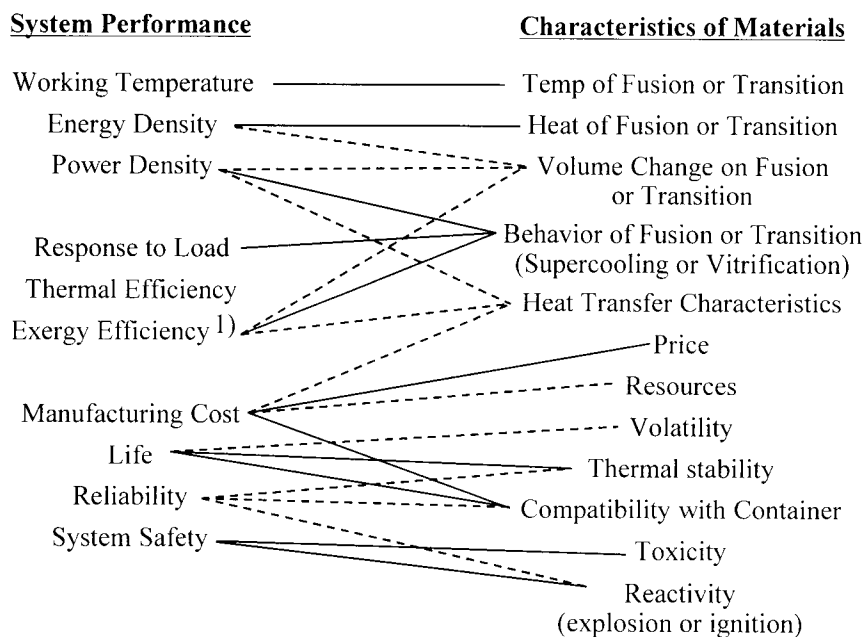 System Performance
Characteristics of Materials
Working Temperature
Temp of Fusion or Transition
Energy Density
Heat of Fusion or Transition
Power Density
Volume Change on Fusion
or Transition
Response to Load
Behavior of Fusion or Transition
(Supercooling or Vitrification)
Thermal Efficiency
Heat Transfer Characteristics
Exergy Efficiency 1)
Price
Resources
Manufacturing Cost
Volatility
Life
Thermal stability
Reliability
Compatibility with Container
System Safety
Toxicity
Reactivity
(explosion or ignition)